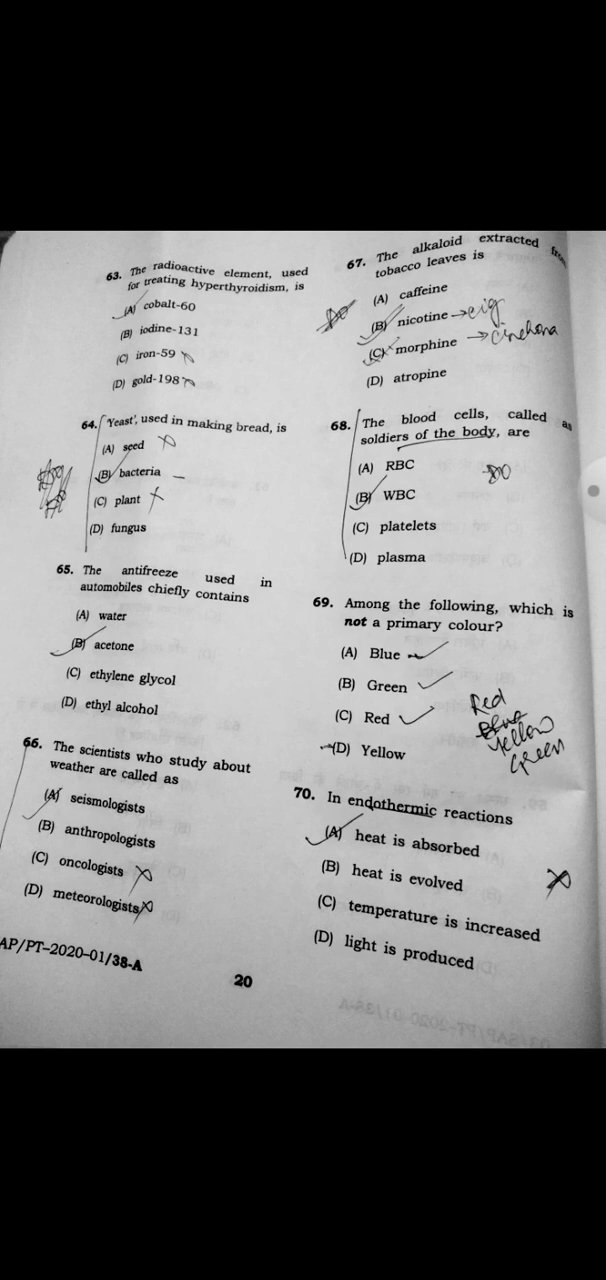 63. The radioactive element, used
for treating hyperthyroidism, is
(A) cobalt-60
(B) iodine-131
(C) iron-59
(D) gold-198
64. 'Yeast', used in making bread, is
(A) seed
(B) bacteria
(C) plant
(D) fungus
65. The antifreeze used in
automobiles chiefly contains
(A) water
(B) acetone
(C) ethylene glycol
(D) ethyl alcohol
66. The scientists who study about
weather are called as
(A) seismologists
(B) anthropologists
(C) oncologists
(D) meteorologists
AP/PT–2020–01/38-A
20
67. The alkaloid extracted from
tobacco leaves is
(A) caffeine
(B) nicotine → cig
(C) morphine → cinchona
(D) atropine
68. The blood cells, called as
soldiers of the body, are
(A) RBC
(B) WBC
(C) platelets
(D) plasma
69. Among the following, which is
not a primary colour?
(A) Blue
(B) Green
(C) Red
(D) Yellow
Red
Blue
Yellow
Green
70. In endothermic reactions
(A) heat is absorbed
(B) heat is evolved
(C) temperature is increased
(D) light is produced